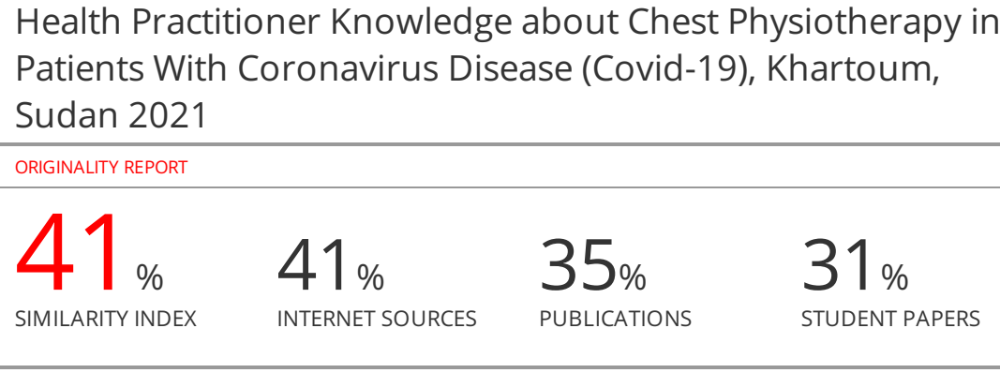 Health Practitioner Knowledge about Chest Physiotherapy in
Patients With Coronavirus Disease (Covid-19), Khartoum,
Sudan 2021
ORIGINALITY REPORT
41% 41% 35% 31%
SIMILARITY INDEX INTERNET SOURCES PUBLICATIONS STUDENT PAPERS